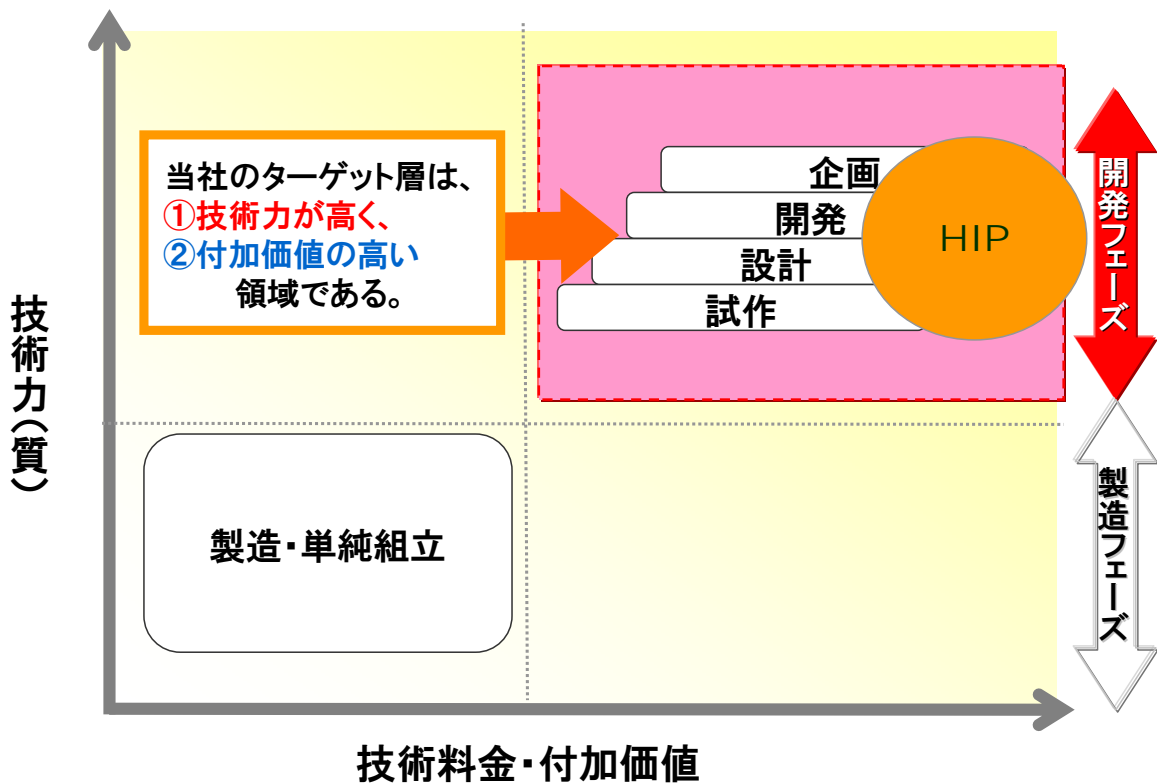 当社のターゲット層は、
①技術力が高く、
②付加価値の高い
領域である。
企画
開発
設計
試作
HIP
開発フェーズ
製造フェーズ
技術力(質)
製造・単純組立
技術料金・付加価値